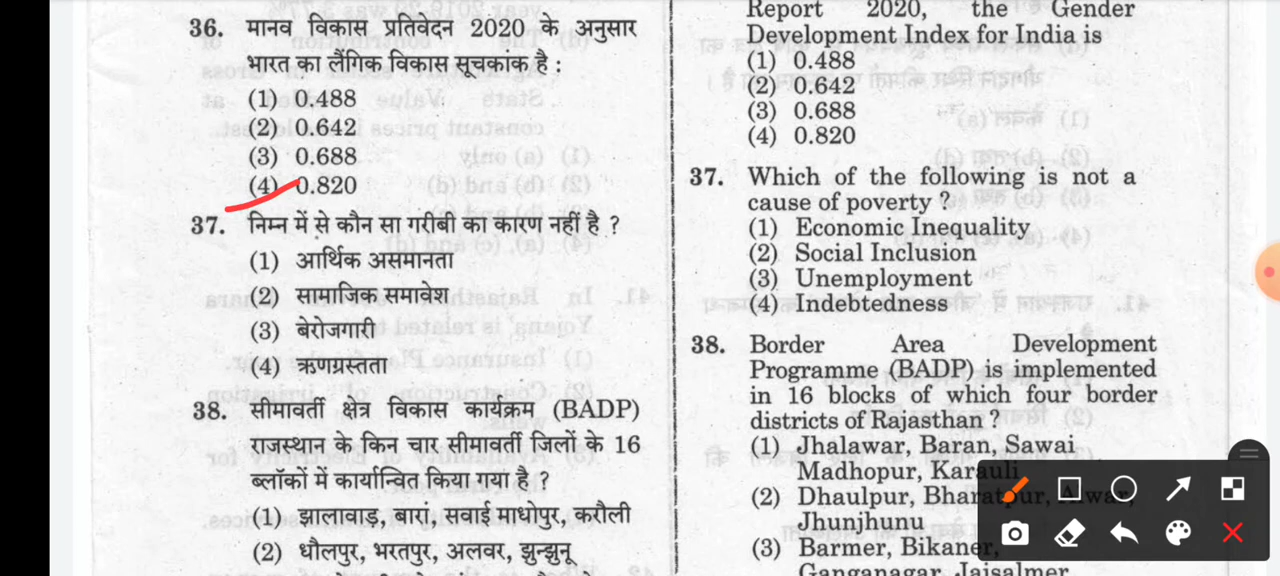 36. मानव विकास प्रतिवेदन 2020 के अनुसार
भारत का लैंगिक विकास सूचकांक है :
(1) 0.488
(2) 0.642
(3) 0.688
(4) 0.820
37. निम्न में से कौन सा गरीबी का कारण नहीं है ?
(1) आर्थिक असमानता
(2) सामाजिक समावेश
(3) बेरोजगारी
(4) ऋणग्रस्तता
38. सीमावर्ती क्षेत्र विकास कार्यक्रम (BADP)
राजस्थान के किन चार सीमावर्ती जिलों के 16
ब्लोकों में कार्यान्वित किया गया है ?
(1) झालावाड़, बारां, सवाई माधोपुर, करौली
(2) धौलपुर, भरतपुर, अलवर, झुन्झुनू
Report 2020, the Gender
Development Index for India is
(1) 0.488
(2) 0.642
(3) 0.688
(4) 0.820
37. Which of the following is not a
cause of poverty ?
(1) Economic Inequality
(2) Social Inclusion
(3) Unemployment
(4) Indebtedness
38. Border Area Development
Programme (BADP) is implemented
in 16 blocks of which four border
districts of Rajasthan ?
(1) Jhalawar, Baran, Sawai
Madhopur, Karauli
(2) Dhaulpur, Bharatpur, Alwar,
Jhunjhunu
(3) Barmer, Bikaner,
Ganganagar, Jaisalmer